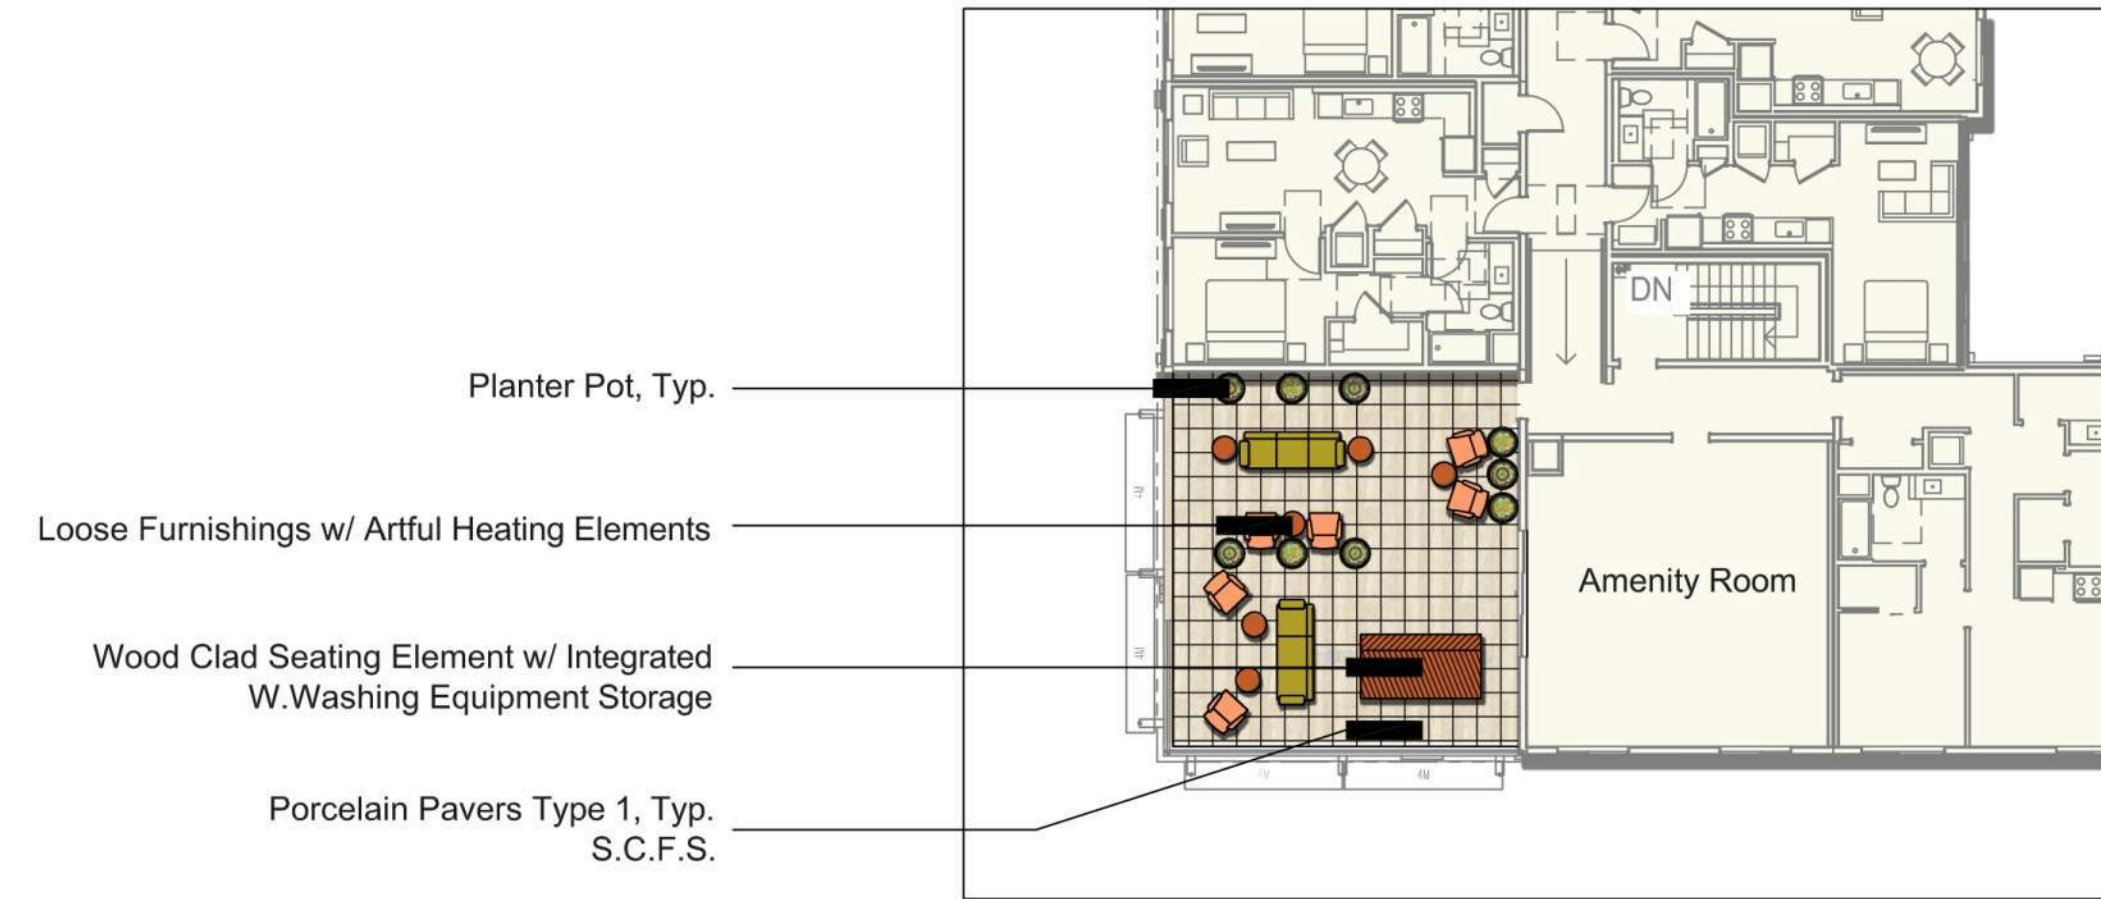 DN
Planter Pot, Typ.
Loose Furnishings w/ Artful Heating Elements
Amenity Room
Wood Clad Seating Element w/ Integrated
W.Washing Equipment Storage
Porcelain Pavers Type 1, Typ.
S.C.F.S.